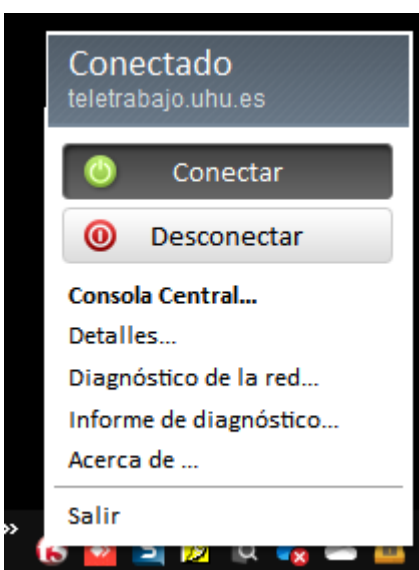 Conectado
teletrabajo.uhu.es
Conectar
Desconectar
Consola Central...
Detalles...
Diagnóstico de la red...
Informe de diagnóstico...
Acerca de ...
Salir
»